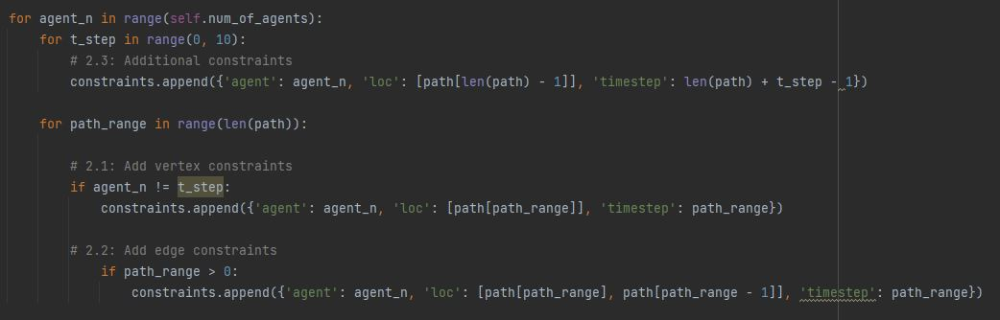 for agent_n in range(self.num_of_agents):
for t_step in range(0, 10):
# 2.3: Additional constraints
constraints.append({'agent': agent_n, 'loc': [path[len(path) - 1]], 'timestep': len(path) + t_step - 1})
for path_range in range(len(path)):
# 2.1: Add vertex constraints
if agent_n != t_step:
constraints.append({'agent': agent_n, 'loc': [path[path_range]], 'timestep': path_range})
# 2.2: Add edge constraints
if path_range > 0:
constraints.append({'agent': agent_n, 'loc': [path[path_range], path[path_range - 1]], 'timestep': path_range})